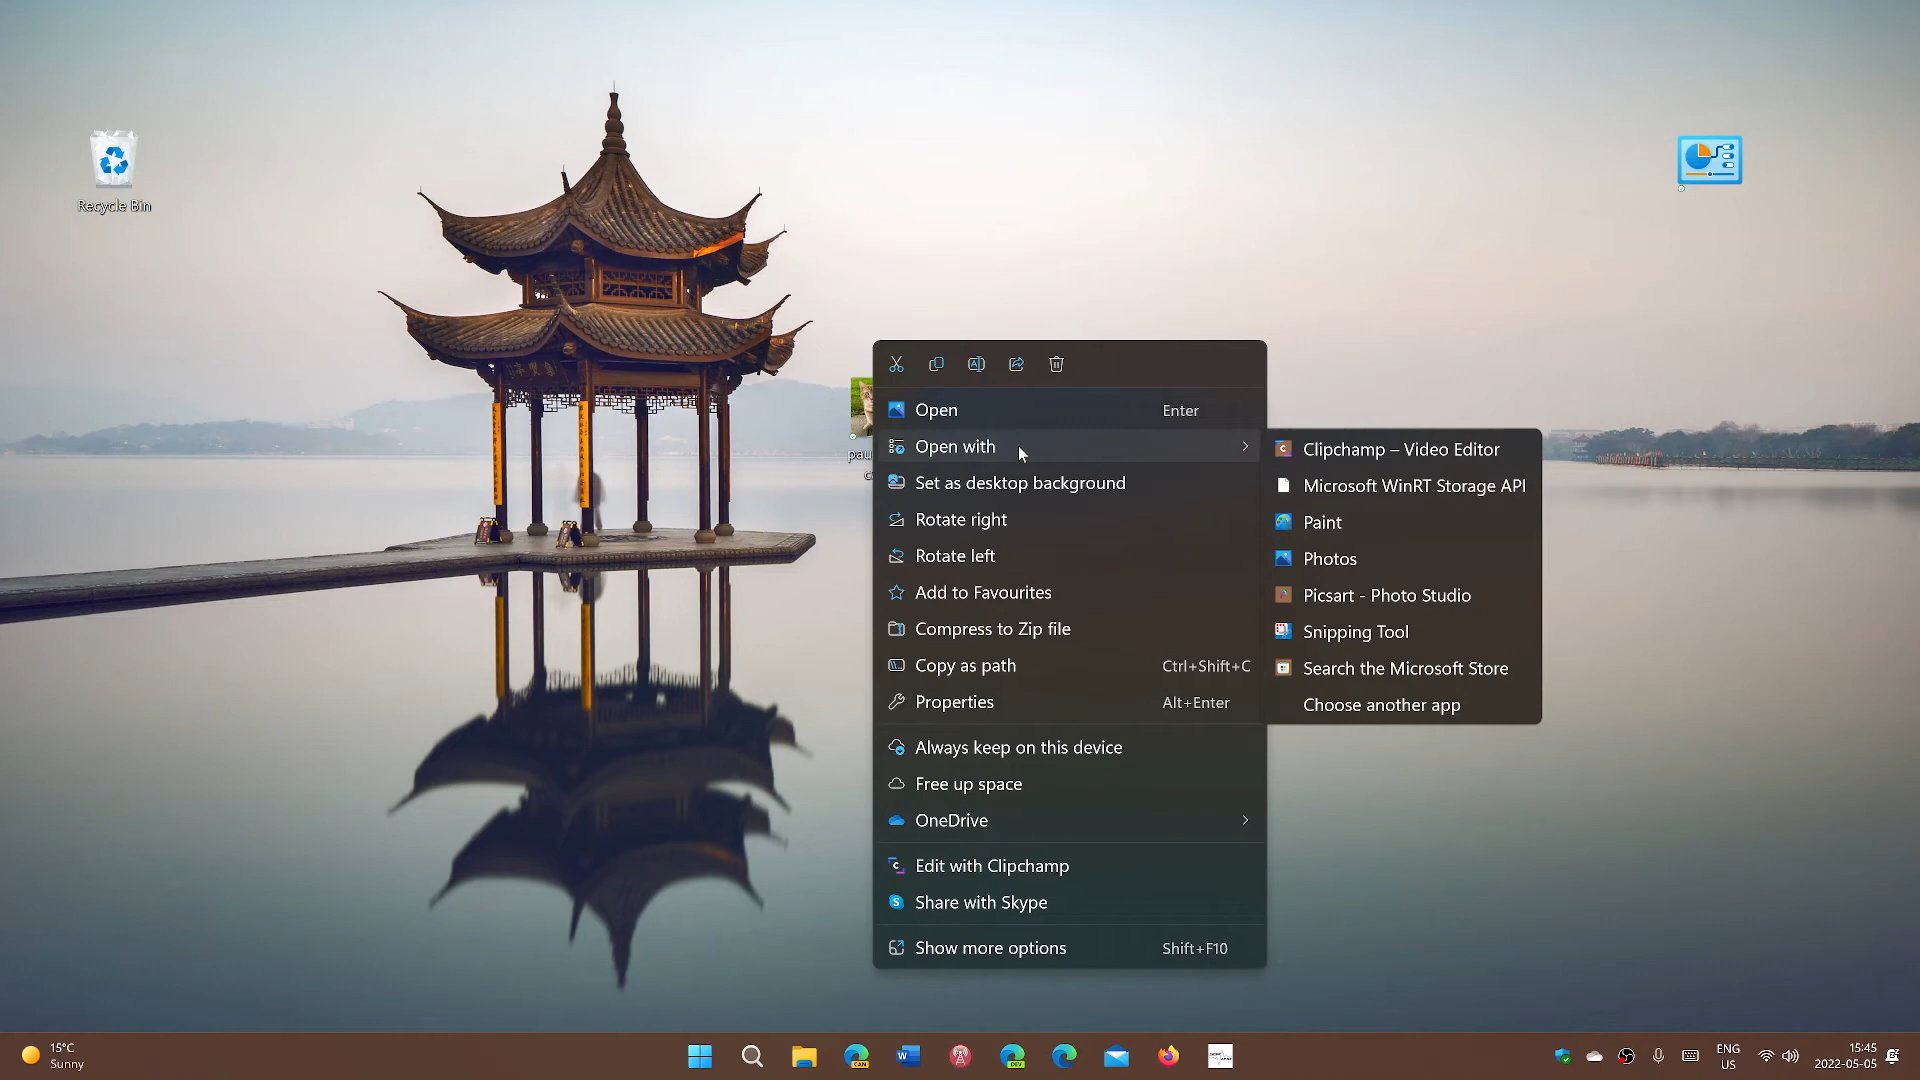 Recycle Bin
Open Enter
Open with
Set as desktop background
Rotate right
Rotate left
Add to Favourites
Compress to Zip file
Copy as path Ctrl+Shift+C
Properties Alt+Enter
Always keep on this device
Free up space
OneDrive
Edit with Clipchamp
Share with Skype
Show more options Shift+F10
Clipchamp – Video Editor
Microsoft WinRT Storage API
Paint
Photos
Picsart - Photo Studio
Snipping Tool
Search the Microsoft Store
Choose another app
15°C
Sunny
CAN
W
DEV
ENG
US
15:45
2022-05-05